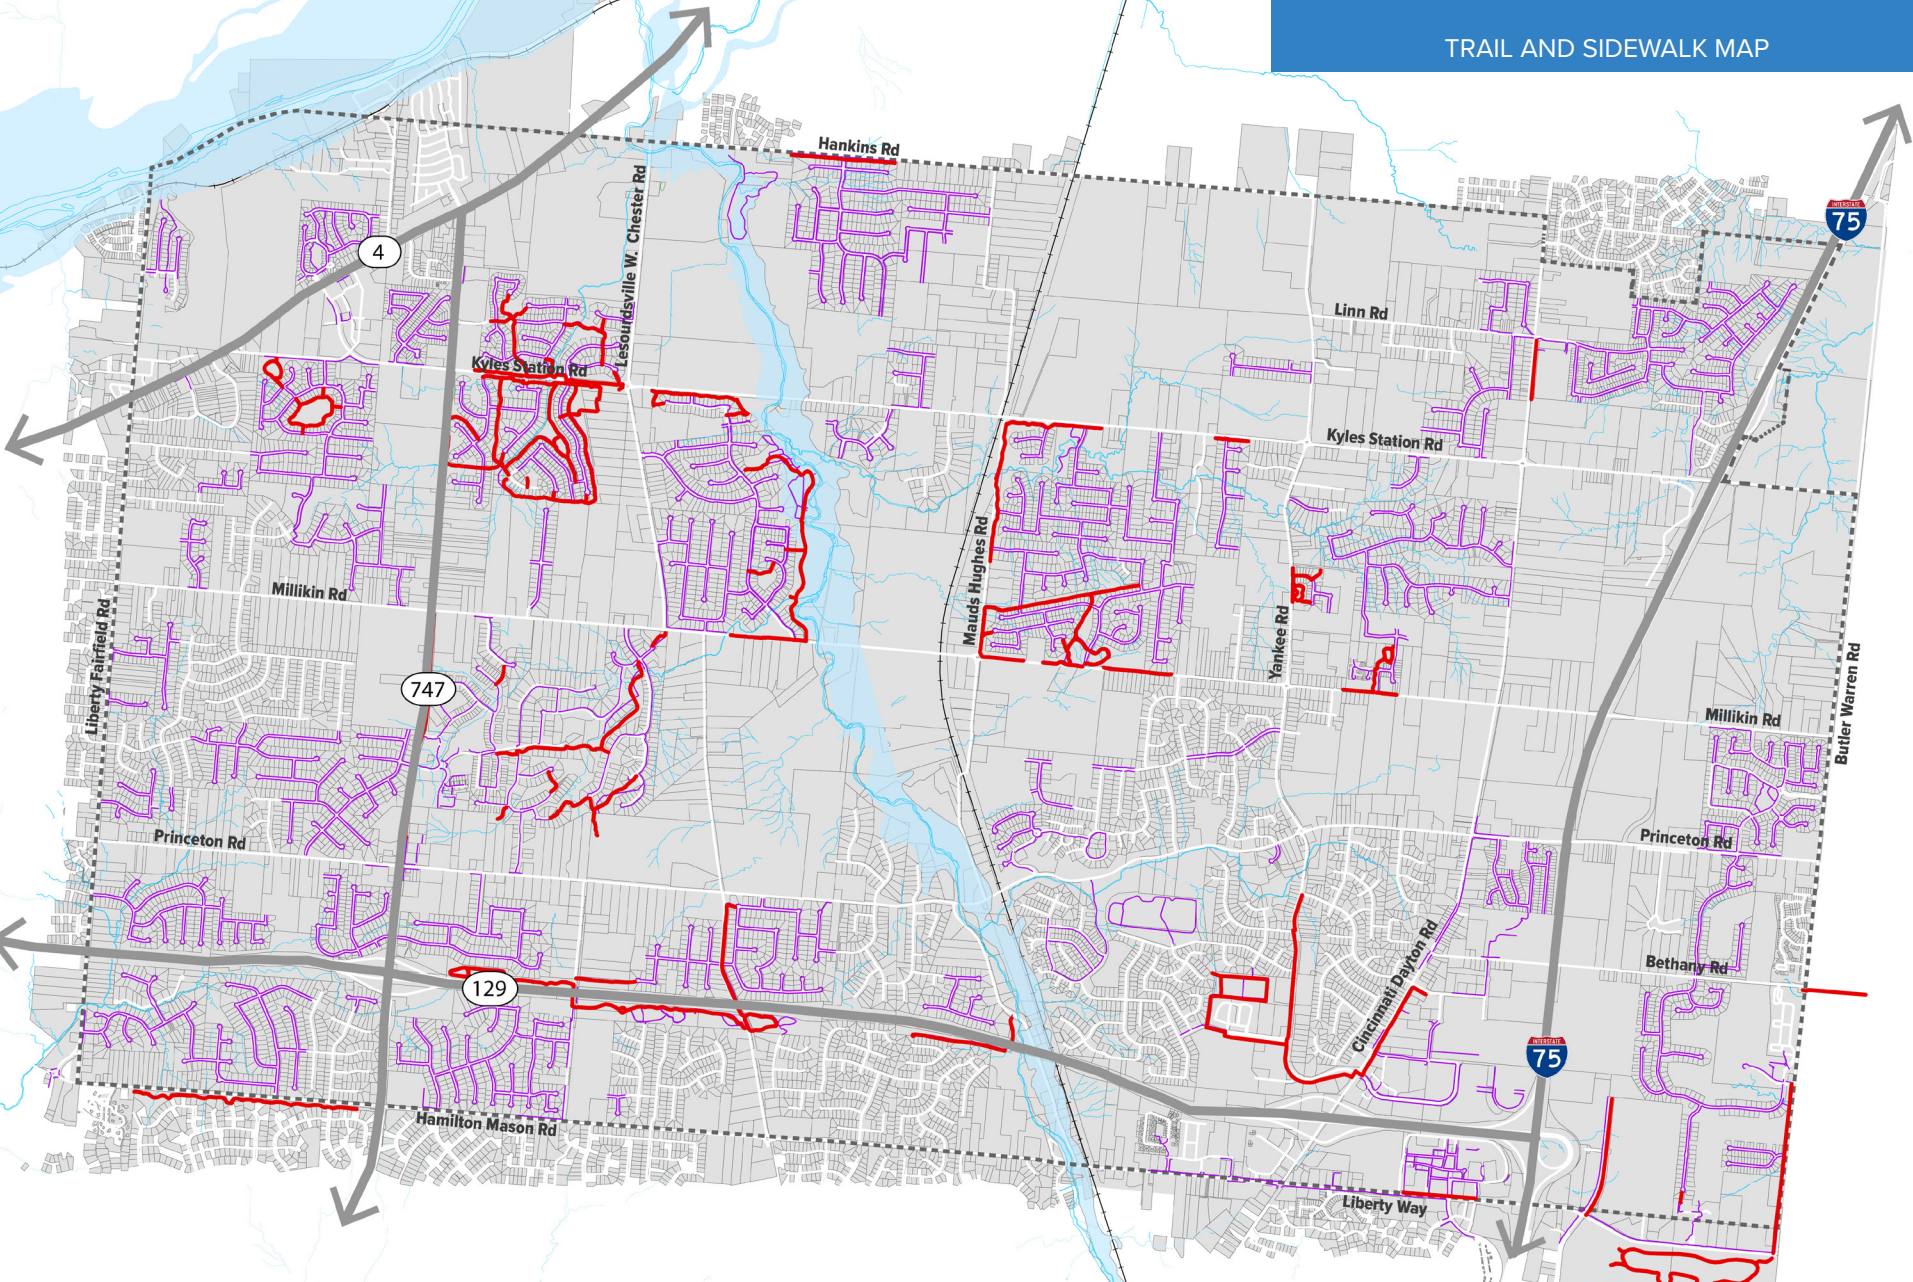 TRAIL AND SIDEWALK MAP
Hankins Rd
INTERSTATE
75
4
Lesourdsville W. Chester Rd
Linn Rd
Kyles Station Rd
Kyles Station Rd
Mauds Hughes Rd
Millikin Rd
Liberty Fairfield Rd
Yankee Rd
747
Butler Warren Rd
Millikin Rd
Princeton Rd
Princeton Rd
Cincinnati Dayton Rd
Bethany Rd
129
INTERSTATE
75
Hamilton Mason Rd
Liberty Way